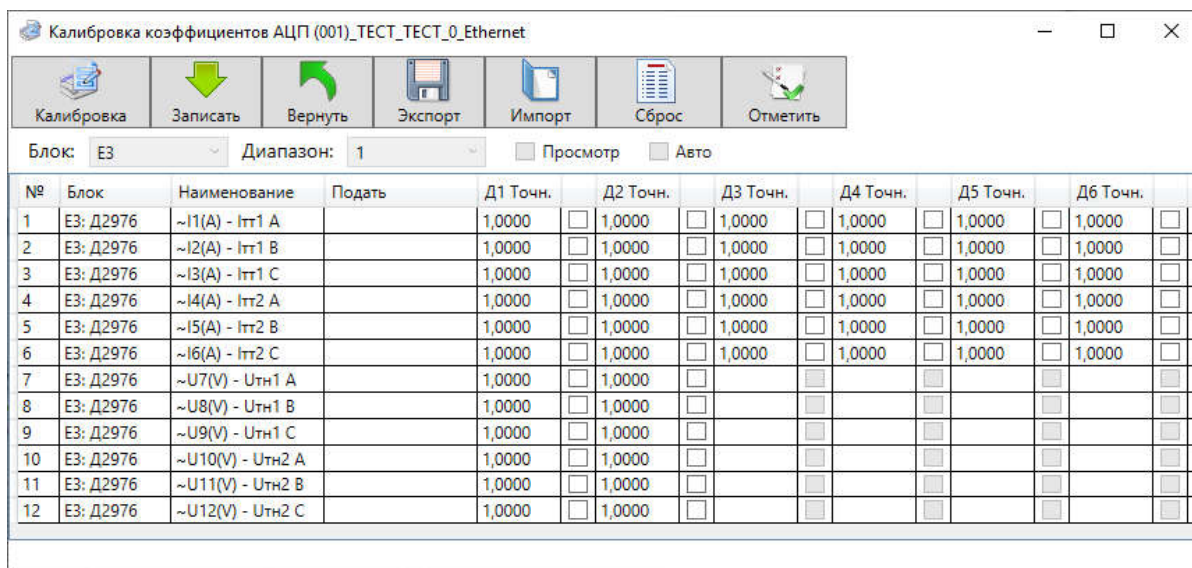 Калибровка коэффициентов АЦП (001)_ТЕСТ_ТЕСТ_0_Ethernet
Калибровка Записать Вернуть Экспорт Импорт Сброс Отметить
Блок: E3 Диапазон: 1 Просмотр Авто
№ Блок Наименование Подать Д1 Точн. Д2 Точн. Д3 Точн. Д4 Точн. Д5 Точн. Д6 Точн.
1 E3: Д2976 ~I1(A) - Iтт1 A 1,0000 1,0000 1,0000 1,0000 1,0000 1,0000
2 E3: Д2976 ~I2(A) - Iтт1 B 1,0000 1,0000 1,0000 1,0000 1,0000 1,0000
3 E3: Д2976 ~I3(A) - Iтт1 C 1,0000 1,0000 1,0000 1,0000 1,0000 1,0000
4 E3: Д2976 ~I4(A) - Iтт2 A 1,0000 1,0000 1,0000 1,0000 1,0000 1,0000
5 E3: Д2976 ~I5(A) - Iтт2 B 1,0000 1,0000 1,0000 1,0000 1,0000 1,0000
6 E3: Д2976 ~I6(A) - Iтт2 C 1,0000 1,0000 1,0000 1,0000 1,0000 1,0000
7 E3: Д2976 ~U7(V) - Uтн1 A 1,0000 1,0000
8 E3: Д2976 ~U8(V) - Uтн1 B 1,0000 1,0000
9 E3: Д2976 ~U9(V) - Uтн1 C 1,0000 1,0000
10 E3: Д2976 ~U10(V) - Uтн2 A 1,0000 1,0000
11 E3: Д2976 ~U11(V) - Uтн2 B 1,0000 1,0000
12 E3: Д2976 ~U12(V) - Uтн2 C 1,0000 1,0000